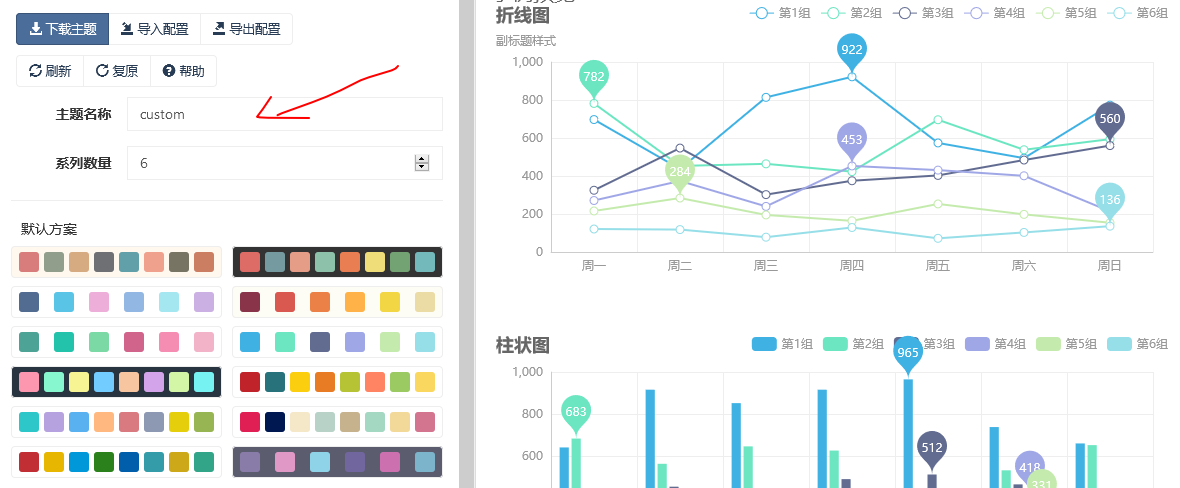 下载主题 导入配置 导出配置
刷新 复原 帮助
主题名称 custom
系列数量 6
默认方案
折线图
第1组 第2组 第3组 第4组 第5组 第6组
副标题样式
1,000
800
600
400
200
0
782
922
560
453
284
136
周一 周二 周三 周四 周五 周六 周日
柱状图
第1组 第2组 第3组 第4组 第5组 第6组
1,000
800
600
965
683
512
418
331